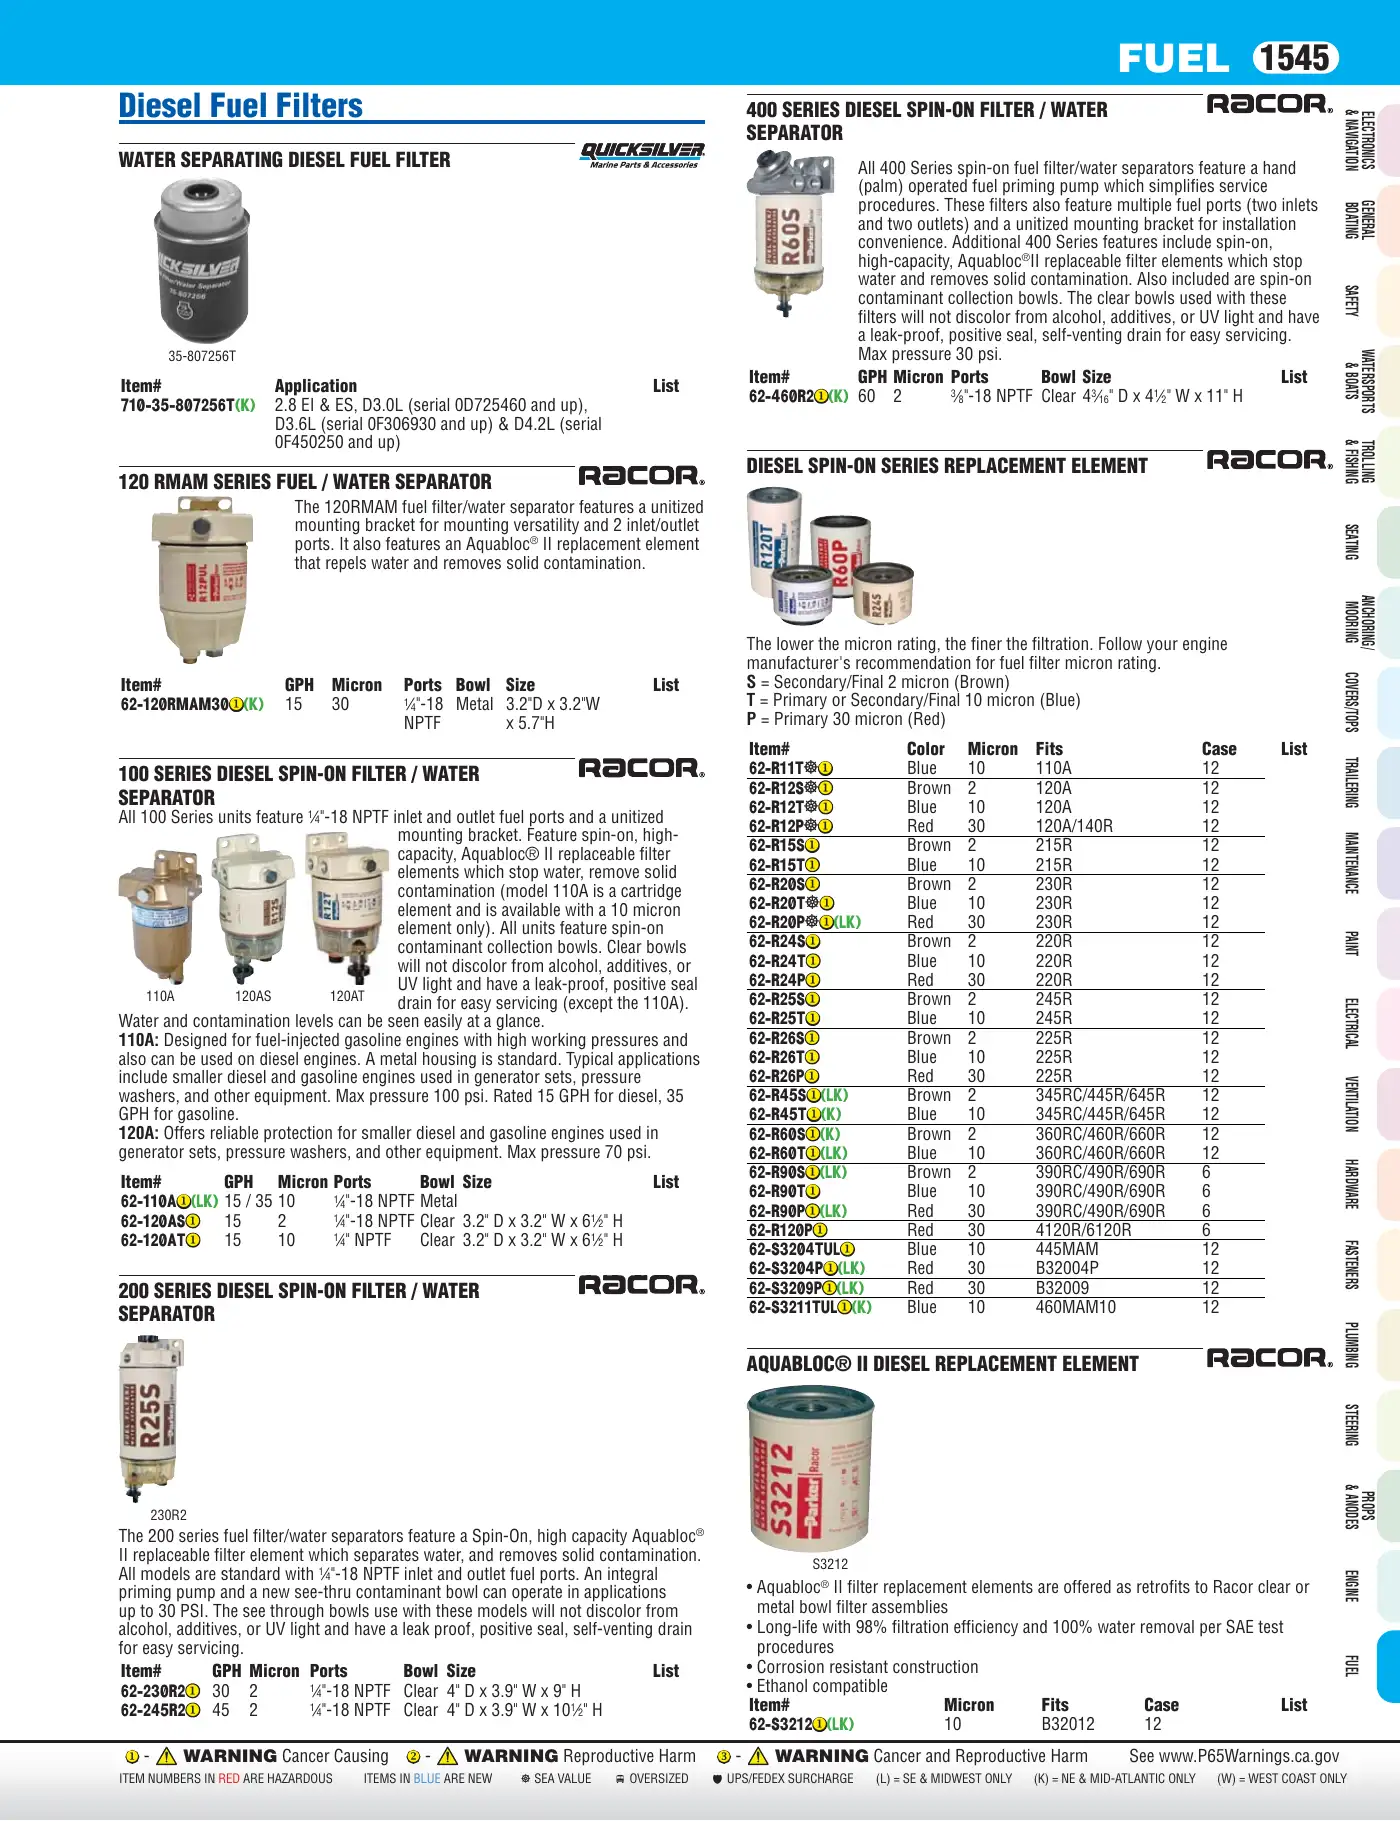 FUEL 1545
Diesel Fuel Filters
WATER SEPARATING DIESEL FUEL FILTER
QUICKSILVER®
Marine Parts & Accessories
QUICKSILVER
35-807256
35-807256T
Item# Application List
710-35-807256T(K) 2.8 EI & ES, D3.0L (serial 0D725460 and up),
D3.6L (serial 0F306930 and up) & D4.2L (serial
0F450250 and up)
120 RMAM SERIES FUEL / WATER SEPARATOR
RACOR®
R12PUL
The 120RMAM fuel filter/water separator features a unitized
mounting bracket for mounting versatility and 2 inlet/outlet
ports. It also features an Aquabloc® II replacement element
that repels water and removes solid contamination.
Item# GPH Micron Ports Bowl Size List
62-120RMAM30①(K) 15 30 ¼"-18 Metal 3.2"D x 3.2"W
NPTF x 5.7"H
100 SERIES DIESEL SPIN-ON FILTER / WATER
SEPARATOR
RACOR®
All 100 Series units feature ¼"-18 NPTF inlet and outlet fuel ports and a unitized
mounting bracket. Feature spin-on, high-
capacity, Aquabloc® II replaceable filter
elements which stop water, remove solid
contamination (model 110A is a cartridge
element and is available with a 10 micron
element only). All units feature spin-on
contaminant collection bowls. Clear bowls
will not discolor from alcohol, additives, or
UV light and have a leak-proof, positive seal
drain for easy servicing (except the 110A).
R12S
R12T
110A 120AS 120AT
Water and contamination levels can be seen easily at a glance.
110A: Designed for fuel-injected gasoline engines with high working pressures and
also can be used on diesel engines. A metal housing is standard. Typical applications
include smaller diesel and gasoline engines used in generator sets, pressure
washers, and other equipment. Max pressure 100 psi. Rated 15 GPH for diesel, 35
GPH for gasoline.
120A: Offers reliable protection for smaller diesel and gasoline engines used in
generator sets, pressure washers, and other equipment. Max pressure 70 psi.
Item# GPH Micron Ports Bowl Size List
62-110A①(LK) 15 / 35 10 ¼"-18 NPTF Metal
62-120AS① 15 2 ¼"-18 NPTF Clear 3.2" D x 3.2" W x 6½" H
62-120AT① 15 10 ¼" NPTF Clear 3.2" D x 3.2" W x 6½" H
200 SERIES DIESEL SPIN-ON FILTER / WATER
SEPARATOR
RACOR®
R25S
Parker
230R2
The 200 series fuel filter/water separators feature a Spin-On, high capacity Aquabloc®
II replaceable filter element which separates water, and removes solid contamination.
All models are standard with ¼"-18 NPTF inlet and outlet fuel ports. An integral
priming pump and a new see-thru contaminant bowl can operate in applications
up to 30 PSI. The see through bowls use with these models will not discolor from
alcohol, additives, or UV light and have a leak proof, positive seal, self-venting drain
for easy servicing.
Item# GPH Micron Ports Bowl Size List
62-230R2① 30 2 ¼"-18 NPTF Clear 4" D x 3.9" W x 9" H
62-245R2① 45 2 ¼"-18 NPTF Clear 4" D x 3.9" W x 10½" H
400 SERIES DIESEL SPIN-ON FILTER / WATER
SEPARATOR
RACOR®
R60S
Parker
All 400 Series spin-on fuel filter/water separators feature a hand
(palm) operated fuel priming pump which simplifies service
procedures. These filters also feature multiple fuel ports (two inlets
and two outlets) and a unitized mounting bracket for installation
convenience. Additional 400 Series features include spin-on,
high-capacity, Aquabloc®II replaceable filter elements which stop
water and removes solid contamination. Also included are spin-on
contaminant collection bowls. The clear bowls used with these
filters will not discolor from alcohol, additives, or UV light and have
a leak-proof, positive seal, self-venting drain for easy servicing.
Max pressure 30 psi.
Item# GPH Micron Ports Bowl Size List
62-460R2①(K) 60 2 ⅜"-18 NPTF Clear 4³⁄₁₆" D x 4½" W x 11" H
DIESEL SPIN-ON SERIES REPLACEMENT ELEMENT
RACOR®
R120T
R60P
R24S
The lower the micron rating, the finer the filtration. Follow your engine
manufacturer's recommendation for fuel filter micron rating.
S = Secondary/Final 2 micron (Brown)
T = Primary or Secondary/Final 10 micron (Blue)
P = Primary 30 micron (Red)
Item# Color Micron Fits Case List
62-R11T☸① Blue 10 110A 12
62-R12S☸① Brown 2 120A 12
62-R12T☸① Blue 10 120A 12
62-R12P☸① Red 30 120A/140R 12
62-R15S① Brown 2 215R 12
62-R15T① Blue 10 215R 12
62-R20S① Brown 2 230R 12
62-R20T☸① Blue 10 230R 12
62-R20P☸①(LK) Red 30 230R 12
62-R24S① Brown 2 220R 12
62-R24T① Blue 10 220R 12
62-R24P① Red 30 220R 12
62-R25S① Brown 2 245R 12
62-R25T① Blue 10 245R 12
62-R26S① Brown 2 225R 12
62-R26T① Blue 10 225R 12
62-R26P① Red 30 225R 12
62-R45S①(LK) Brown 2 345RC/445R/645R 12
62-R45T①(K) Blue 10 345RC/445R/645R 12
62-R60S①(K) Brown 2 360RC/460R/660R 12
62-R60T①(LK) Blue 10 360RC/460R/660R 12
62-R90S①(LK) Brown 2 390RC/490R/690R 6
62-R90T① Blue 10 390RC/490R/690R 6
62-R90P①(LK) Red 30 390RC/490R/690R 6
62-R120P① Red 30 4120R/6120R 6
62-S3204TUL① Blue 10 445MAM 12
62-S3204P①(LK) Red 30 B32004P 12
62-S3209P①(LK) Red 30 B32009 12
62-S3211TUL①(K) Blue 10 460MAM10 12
AQUABLOC® II DIESEL REPLACEMENT ELEMENT
RACOR®
S3212
Parker Racor
S3212
• Aquabloc® II filter replacement elements are offered as retrofits to Racor clear or
metal bowl filter assemblies
• Long-life with 98% filtration efficiency and 100% water removal per SAE test
procedures
• Corrosion resistant construction
• Ethanol compatible
Item# Micron Fits Case List
62-S3212①(LK) 10 B32012 12
ELECTRONICS
& NAVIGATION
GENERAL
BOATING
SAFETY
WATERSPORTS
& BOATS
TROLLING
& FISHING
SEATING
ANCHORING/
MOORING
COVERS/TOPS
TRAILERING
MAINTENANCE
PAINT
ELECTRICAL
VENTILATION
HARDWARE
FASTENERS
PLUMBING
STEERING
PROPS
& ANODES
ENGINE
FUEL
① - ⚠ WARNING Cancer Causing ② - ⚠ WARNING Reproductive Harm ③ - ⚠ WARNING Cancer and Reproductive Harm See www.P65Warnings.ca.gov
ITEM NUMBERS IN RED ARE HAZARDOUS ITEMS IN BLUE ARE NEW ☸ SEA VALUE OVERSIZED UPS/FEDEX SURCHARGE (L) = SE & MIDWEST ONLY (K) = NE & MID-ATLANTIC ONLY (W) = WEST COAST ONLY